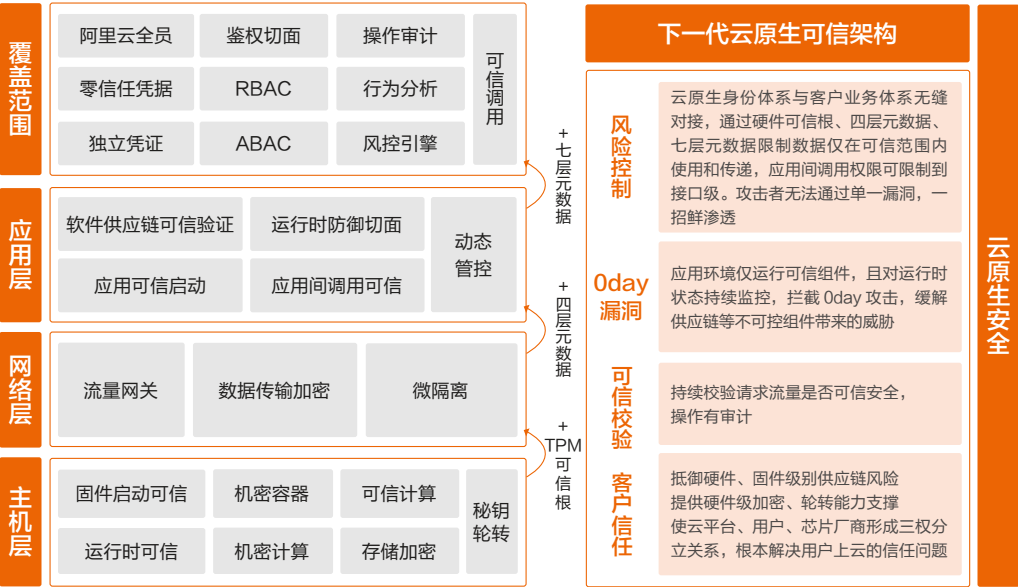 覆盖范围
阿里云全员
鉴权切面
操作审计
零信任凭据
RBAC
行为分析
独立凭证
ABAC
风控引擎
可信调用
+七层元数据
应用层
软件供应链可信验证
运行时防御切面
应用可信启动
应用间调用可信
动态
管控
+四层元数据
网络层
流量网关
数据传输加密
微隔离
+
TPM
可信根
主机层
固件启动可信
机密容器
可信计算
运行时可信
机密计算
存储加密
秘钥
轮转
下一代云原生可信架构
风险控制
云原生身份体系与客户业务体系无缝
对接，通过硬件可信根、四层元数据、
七层元数据限制数据仅在可信范围内
使用和传递，应用间调用权限可限制到
接口级。攻击者无法通过单一漏洞，一
招鲜渗透
0day
漏洞
应用环境仅运行可信组件，且对运行时
状态持续监控，拦截 0day 攻击，缓解
供应链等不可控组件带来的威胁
可信校验
持续校验请求流量是否可信安全，
操作有审计
客户信任
抵御硬件、固件级别供应链风险
提供硬件级加密、轮转能力支撑
使云平台、用户、芯片厂商形成三权分
立关系，根本解决用户上云的信任问题
云原生安全